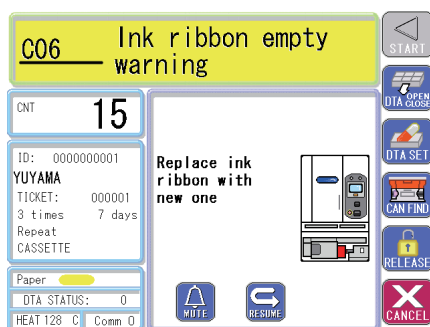 C06 Ink ribbon empty
warning
START
DTA OPEN
CLOSE
CNT 15
DTA SET
ID: 0000000001
YUYAMA
TICKET: 000001
3 times 7 days
Repeat
CASSETTE
Replace ink
ribbon with
new one
CAN FIND
RELEASE
Paper
DTA STATUS: 0
HEAT 128 C Comm 0
MUTE
RESUME
CANCEL